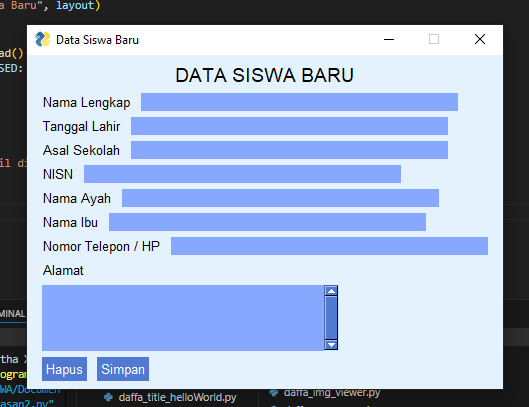 a Baru", layout)
Data Siswa Baru
ad()
SED:
DATA SISWA BARU
Nama Lengkap
Tanggal Lahir
Asal Sekolah
il di
NISN
Nama Ayah
Nama Ibu
Nomor Telepon / HP
Alamat
MINAL
tha X
Hapus Simpan
rogram
WA/Documen
asan2.py"
daffa_title_helloWorld.py
daffa_img_viewer.py